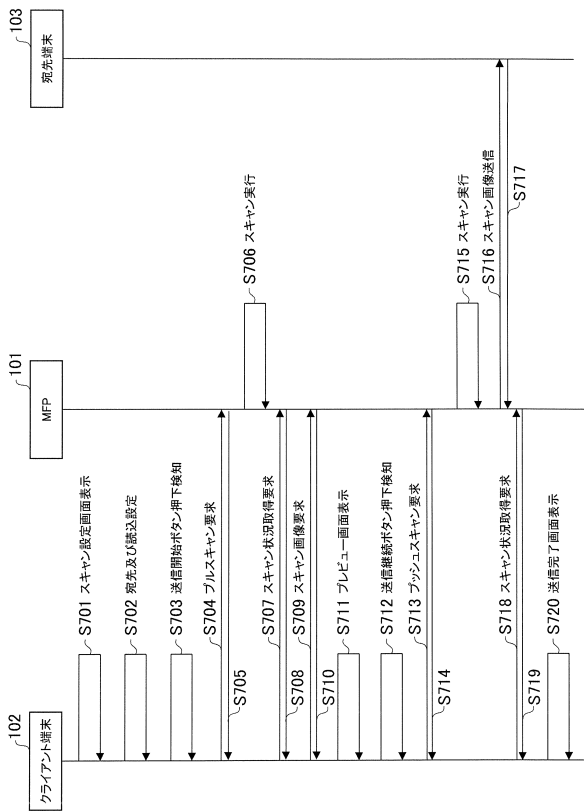 102
クライアント端末
101
MFP
103
宛先端末
S701 スキャン設定画面表示
S702 宛先及び読込設定
S703 送信開始ボタン押下検知
S704 プルスキャン要求
S705
S706 スキャン実行
S707 スキャン状況取得要求
S708
S709 スキャン画像要求
S710
S711 プレビュー画面表示
S712 送信継続ボタン押下検知
S713 プッシュスキャン要求
S714
S715 スキャン実行
S716 スキャン画像送信
S717
S718 スキャン状況取得要求
S719
S720 送信完了画面表示